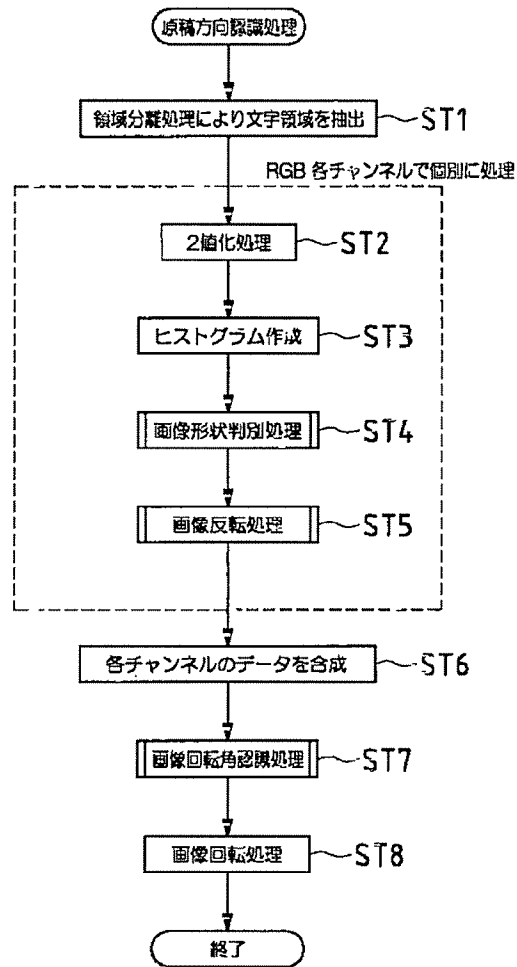 原稿方向認識処理
領域分離処理により文字領域を抽出 ST1
RGB 各チャンネルで個別に処理
2値化処理 ST2
ヒストグラム作成 ST3
画像形状判別処理 ST4
画像反転処理 ST5
各チャンネルのデータを合成 ST6
画像回転角認識処理 ST7
画像回転処理 ST8
終了